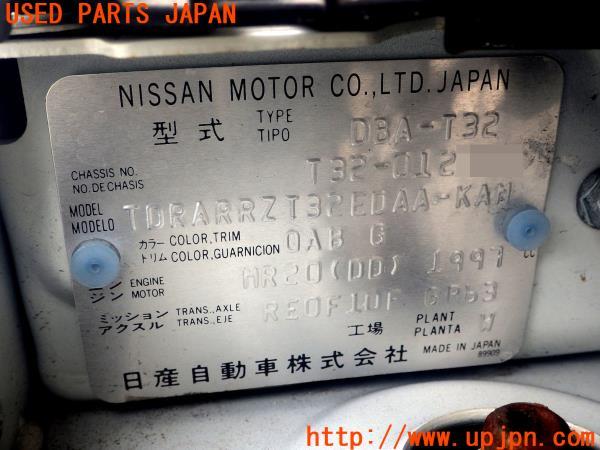 USED PARTS JAPAN
NISSAN MOTOR CO.,LTD. JAPAN
型式 TYPE TIPO DBA-T32
CHASSIS NO. NO.DE CHASIS T32-012
MODEL MODELO TDRARRZT32EDAA-KAN
カラー COLOR,TRIM
トリム COLOR,GUARNICION QAB G
ン ENGINE
ジン MOTOR MR20(DD) 1997 cc
ミッション TRANS.,AXLE
アクスル TRANS.,EJE RE0F10F GP63
工場 PLANT PLANTA W
日産自動車株式会社 MADE IN JAPAN
89909
http://www.upjpn.com